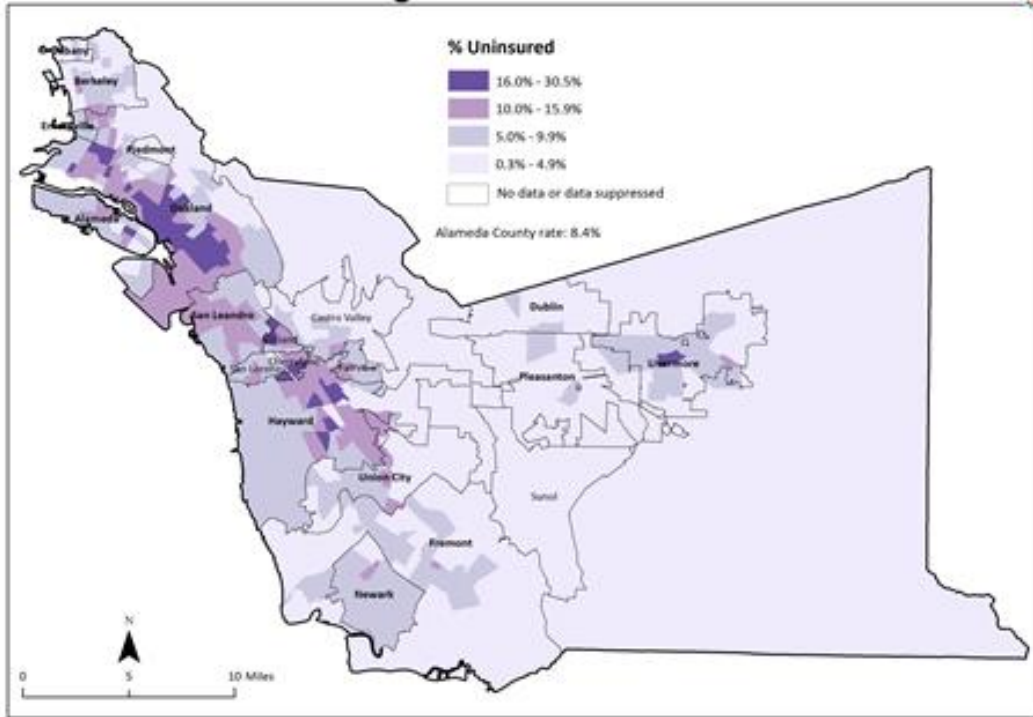 % Uninsured
16.0% - 30.5%
10.0% - 15.9%
5.0% - 9.9%
0.3% - 4.9%
No data or data suppressed
Alameda County rate: 8.4%
Berkeley
Piedmont
Oakland
Alameda
San Leandro
Castro Valley
Dublin
Fairview
Livermore
Pleasanton
Hayward
Union City
Sunol
Fremont
Newark
N
0 5 10 Miles